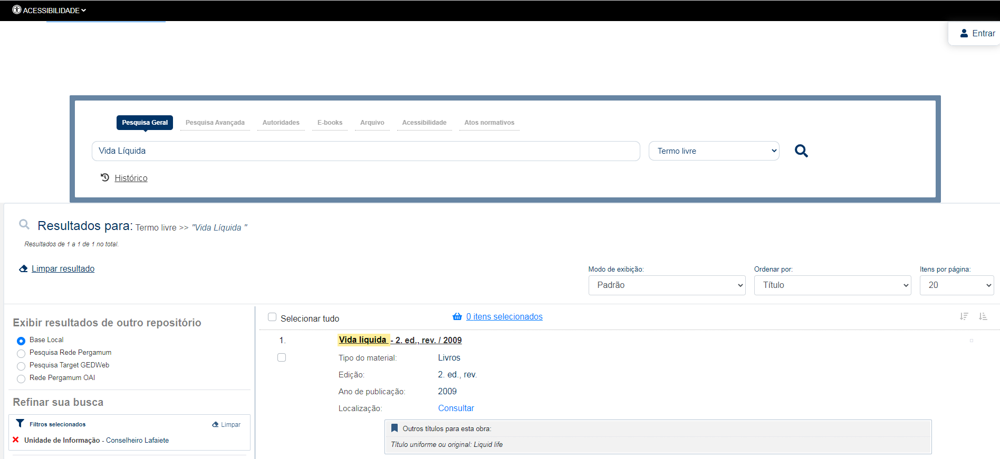 ACESSIBILIDADE
Entrar
Pesquisa Geral Pesquisa Avançada Autoridades E-books Arquivo Acessibilidade Atos normativos
Vida Líquida Termo livre
Histórico
Resultados para: Termo livre >> "Vida Líquida "
Resultados de 1 a 1 de 1 no total.
Limpar resultado
Modo de exibição: Ordenar por: Itens por página:
Padrão Título 20
Exibir resultados de outro repositório
Base Local
Pesquisa Rede Pergamum
Pesquisa Target GEDWeb
Rede Pergamum OAI
Refinar sua busca
Filtros selecionados Limpar
Unidade de Informação - Conselheiro Lafaiete
Selecionar tudo 0 itens selecionados
1. Vida líquida - 2. ed., rev. / 2009
Tipo do material: Livros
Edição: 2. ed., rev.
Ano de publicação: 2009
Localização: Consultar
Outros títulos para esta obra:
Título uniforme ou original: Liquid life